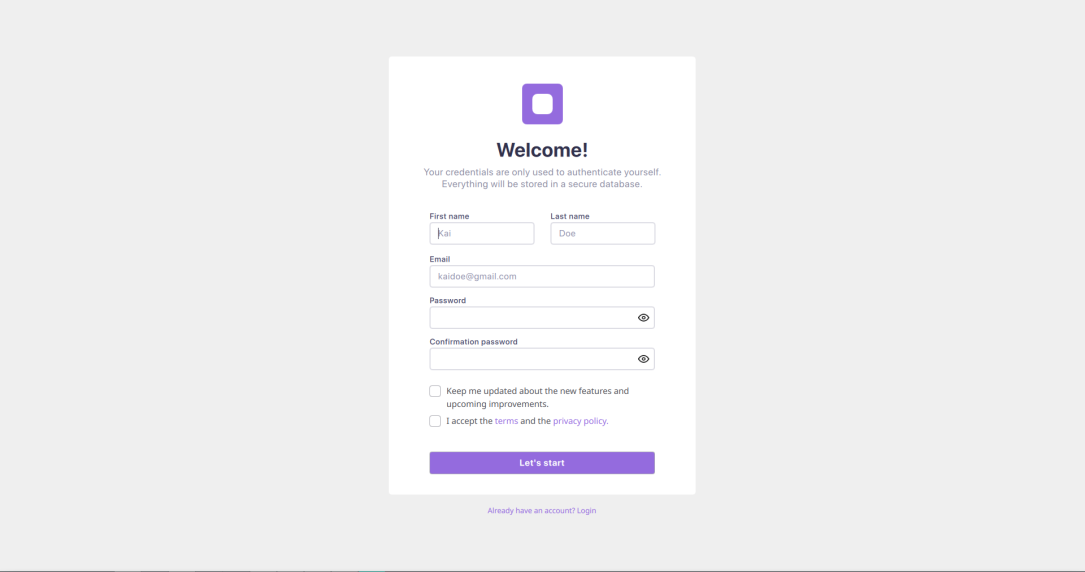 Welcome!
Your credentials are only used to authenticate yourself.
Everything will be stored in a secure database.
First name
Last name
Kai
Doe
Email
kaidoe@gmail.com
Password
Confirmation password
Keep me updated about the new features and
upcoming improvements.
I accept the terms and the privacy policy.
Let's start
Already have an account? Login